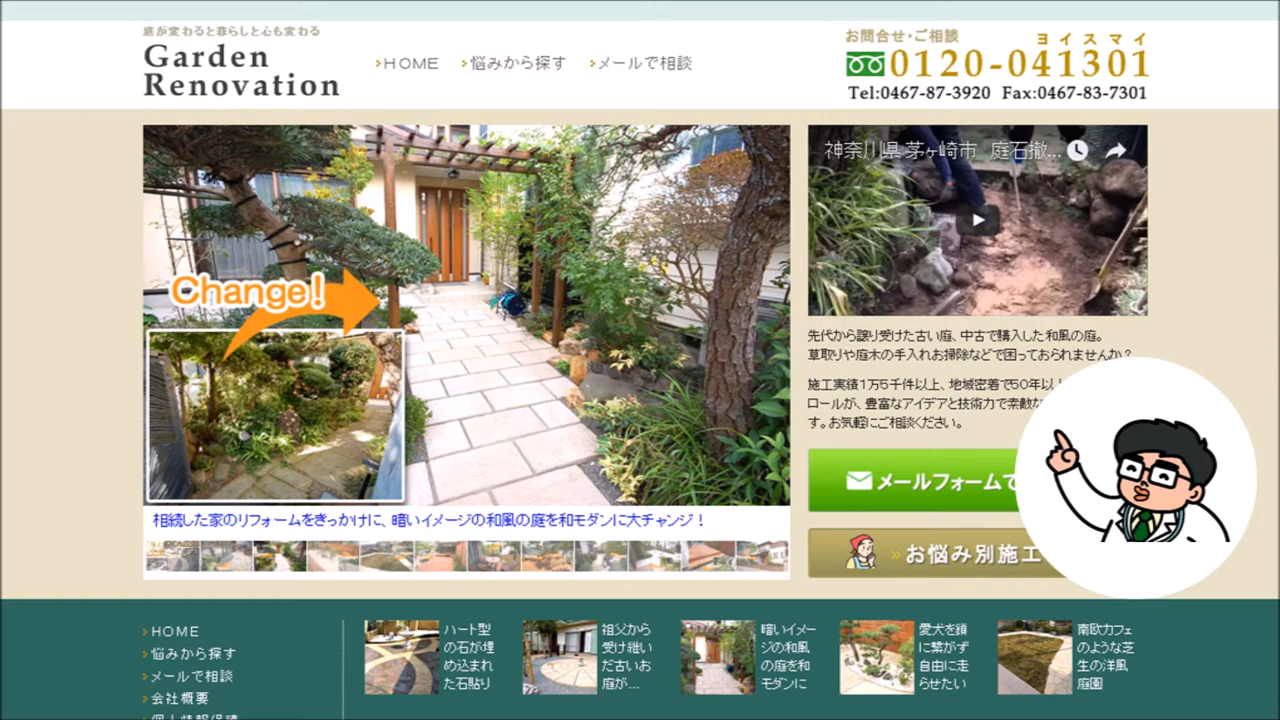 庭が変わると暮らしと心も変わる
Garden
Renovation
HOME
悩みから探す
メールで相談
お問合せ・ご相談
ヨイスマイ
0120-041301
Tel:0467-87-3920 Fax:0467-83-7301
Change!
神奈川県 茅ヶ崎市 庭石撤...
先代から譲り受けた古い庭、中古で購入した和風の庭。
草取りや庭木の手入れお掃除などで困っておられませんか?
施工実績1万5千件以上、地域密着で50年以
ロールが、豊富なアイデアと技術力で素敵な
す。お気軽にご相談ください。
メールフォームで
お悩み別施工
相続した家のリフォームをきっかけに、暗いイメージの和風の庭を和モダンに大チャンジ!
HOME
悩みから探す
メールで相談
会社概要
個人情報保護
ハート型
の石が埋
め込まれ
た石貼り
祖父から
受け継い
だ古いお
庭が...
暗いイメー
ジの和風
の庭を和
モダンに
愛犬を鎖
に繋がず
自由に走
らせたい
南欧カフェ
のような芝
生の洋風
庭園